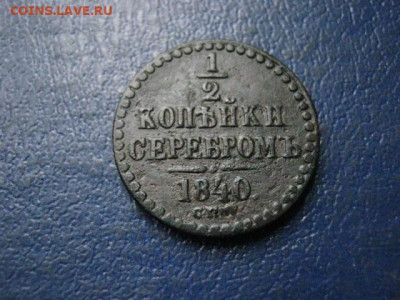 COINS.LAVE.RU
1
2
КОПѢЙКИ
СЕРЕБРОМЪ
1840.